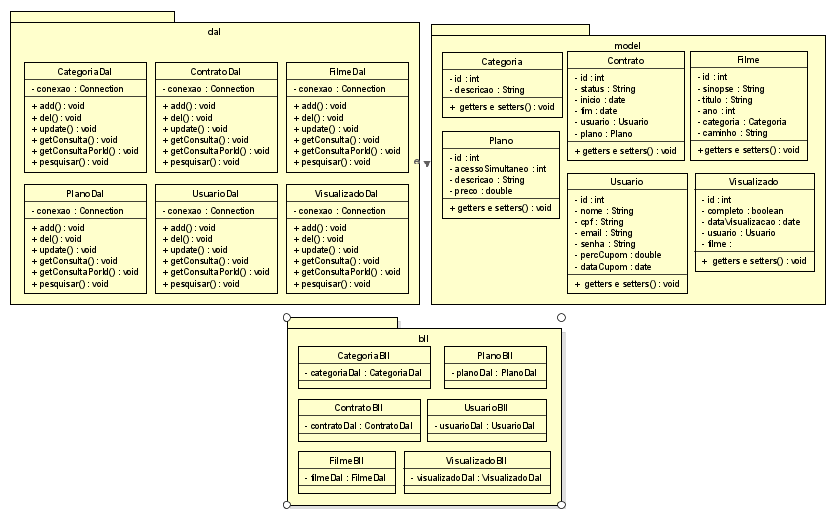 dal
CategoriaDal
- conexao : Connection
+ add() : void
+ del() : void
+ update() : void
+ getConsulta() : void
+ getConsultaPorId() : void
+ pesquisar() : void
ContratoDal
- conexao : Connection
+ add() : void
+ del() : void
+ update() : void
+ getConsulta() : void
+ getConsultaPorId() : void
+ pesquisar() : void
FilmeDal
- conexao : Connection
+ add() : void
+ del() : void
+ update() : void
+ getConsulta() : void
+ getConsultaPorId() : void
+ pesquisar() : void
PlanoDal
- conexao : Connection
+ add() : void
+ del() : void
+ update() : void
+ getConsulta() : void
+ getConsultaPorId() : void
+ pesquisar() : void
UsuarioDal
- conexao : Connection
+ add() : void
+ del() : void
+ update() : void
+ getConsulta() : void
+ getConsultaPorId() : void
+ pesquisar() : void
VisualizadoDal
- conexao : Connection
+ add() : void
+ del() : void
+ update() : void
+ getConsulta() : void
+ getConsultaPorId() : void
+ pesquisar() : void
model
Categoria
- id : int
- descricao : String
+ getters e setters() : void
Contrato
- id : int
- status : String
- inicio : date
- fim : date
- usuario : Usuario
- plano : Plano
+ getters e setters() : void
Filme
- id : int
- sinopse : String
- titulo : String
- ano : int
- categoria : Categoria
- caminho : String
+ getters e setters() : void
Plano
- id : int
- acessoSimultaneo : int
- descricao : String
- preco : double
+ getters e setters() : void
Usuario
- id : int
- nome : String
- cpf : String
- email : String
- senha : String
- percCupom : double
- dataCupom : date
+ getters e setters() : void
Visualizado
- id : int
- completo : boolean
- dataVisualizacao : date
- usuario : Usuario
- filme :
+ getters e setters() : void
bll
CategoriaBll
- categoriaDal : CategoriaDal
PlanoBll
- planoDal : PlanoDal
ContratoBll
- contratoDal : ContratoDal
UsuarioBll
- usuarioDal : UsuarioDal
FilmeBll
- filmeDal : FilmeDal
VisualizadoBll
- visualizadoDal : VisualizadoDal